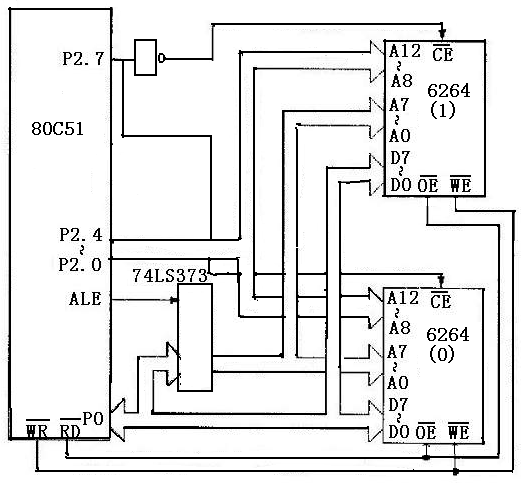 P2.7
80C51
P2.4
~
P2.0
ALE
P0
WR RD
74LS373
A12 CE
~
A8
6264
(1)
A7
~
A0
D7
~
D0 OE WE
A12 CE
~
A8
6264
(0)
A7
~
A0
D7
~
D0 OE WE